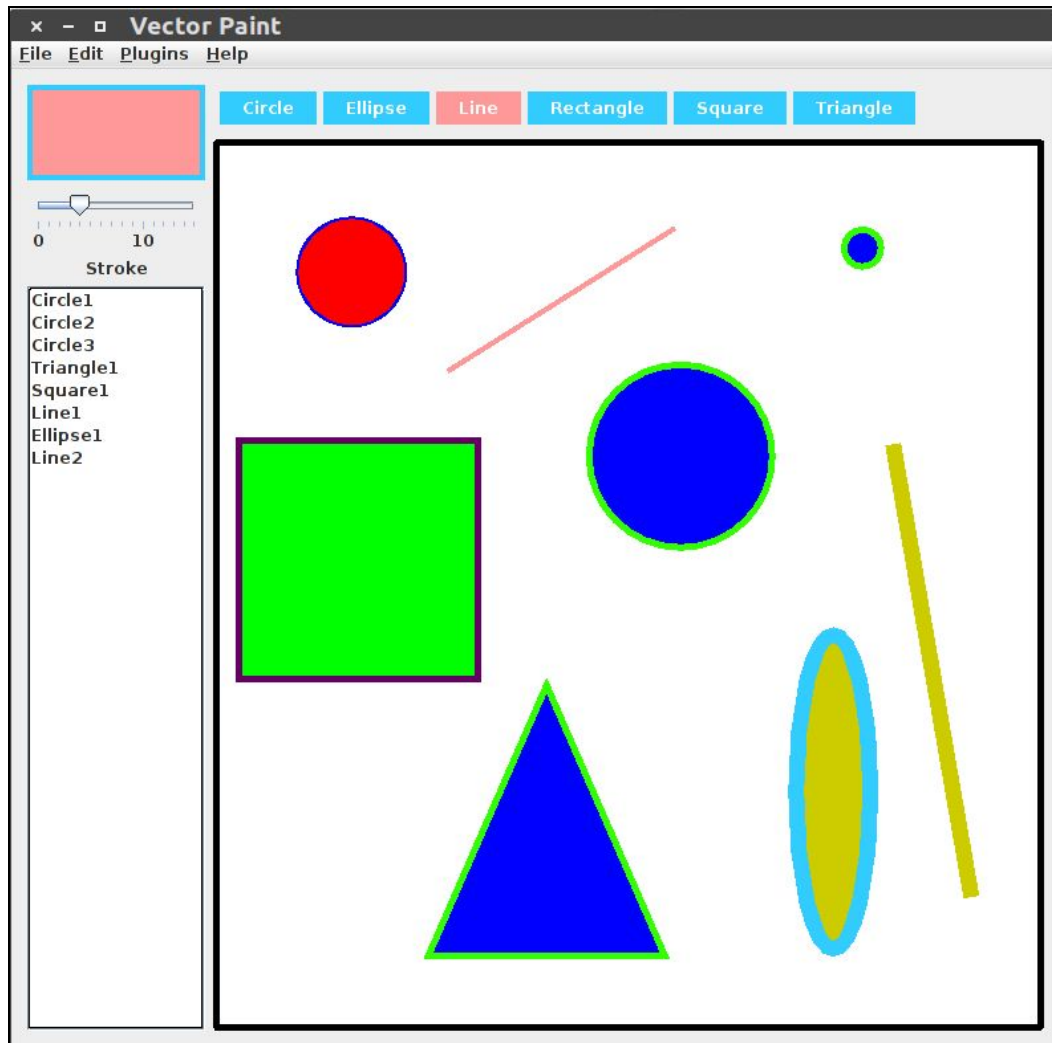 Vector Paint
File Edit Plugins Help
Circle Ellipse Line Rectangle Square Triangle
0 10
Stroke
Circle1
Circle2
Circle3
Triangle1
Square1
Line1
Ellipse1
Line2